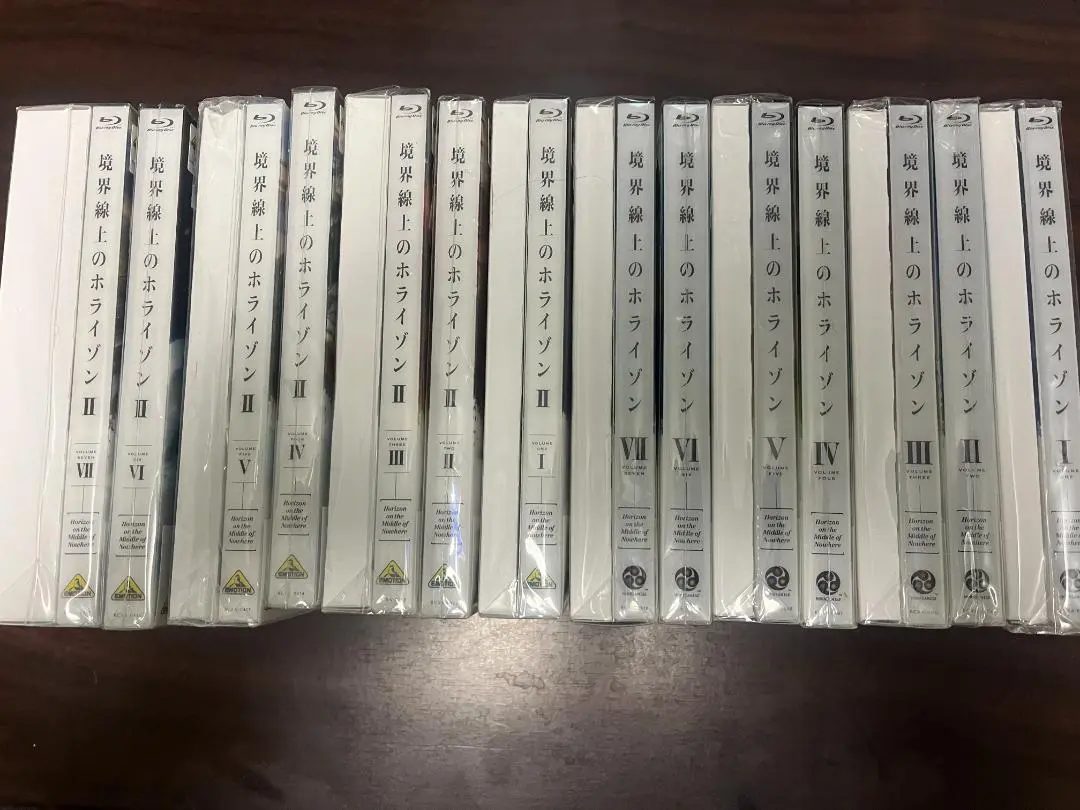 Blu-ray Disc
境界線上のホライゾン II
VOLUME SEVEN
VII
Horizon on the Middle of Nowhere
EMOTION
Blu-ray Disc
境界線上のホライゾン II
VOLUME SIX
VI
Horizon on the Middle of Nowhere
EMOTION
Blu-ray Disc
境界線上のホライゾン II
VOLUME FIVE
V
Horizon on the Middle of Nowhere
EMOTION
Blu-ray Disc
境界線上のホライゾン II
VOLUME FOUR
IV
Horizon on the Middle of Nowhere
EMOTION
Blu-ray Disc
境界線上のホライゾン II
VOLUME THREE
III
Horizon on the Middle of Nowhere
EMOTION
Blu-ray Disc
境界線上のホライゾン II
VOLUME TWO
II
Horizon on the Middle of Nowhere
EMOTION
Blu-ray Disc
境界線上のホライゾン II
VOLUME ONE
I
Horizon on the Middle of Nowhere
EMOTION
Blu-ray Disc
境界線上のホライゾン
VII
VOLUME SEVEN
Horizon on the Middle of Nowhere
Blu-ray Disc
境界線上のホライゾン
VI
VOLUME SIX
Horizon on the Middle of Nowhere
Blu-ray Disc
境界線上のホライゾン
V
VOLUME FIVE
Horizon on the Middle of Nowhere
Blu-ray Disc
境界線上のホライゾン
IV
VOLUME FOUR
Horizon on the Middle of Nowhere
Blu-ray Disc
境界線上のホライゾン
III
VOLUME THREE
Horizon on the Middle of Nowhere
Blu-ray Disc
境界線上のホライゾン
II
VOLUME TWO
Horizon on the Middle of Nowhere
Blu-ray Disc
境界線上のホライゾン
I
VOLUME ONE
Horizon on the Middle of Nowhere